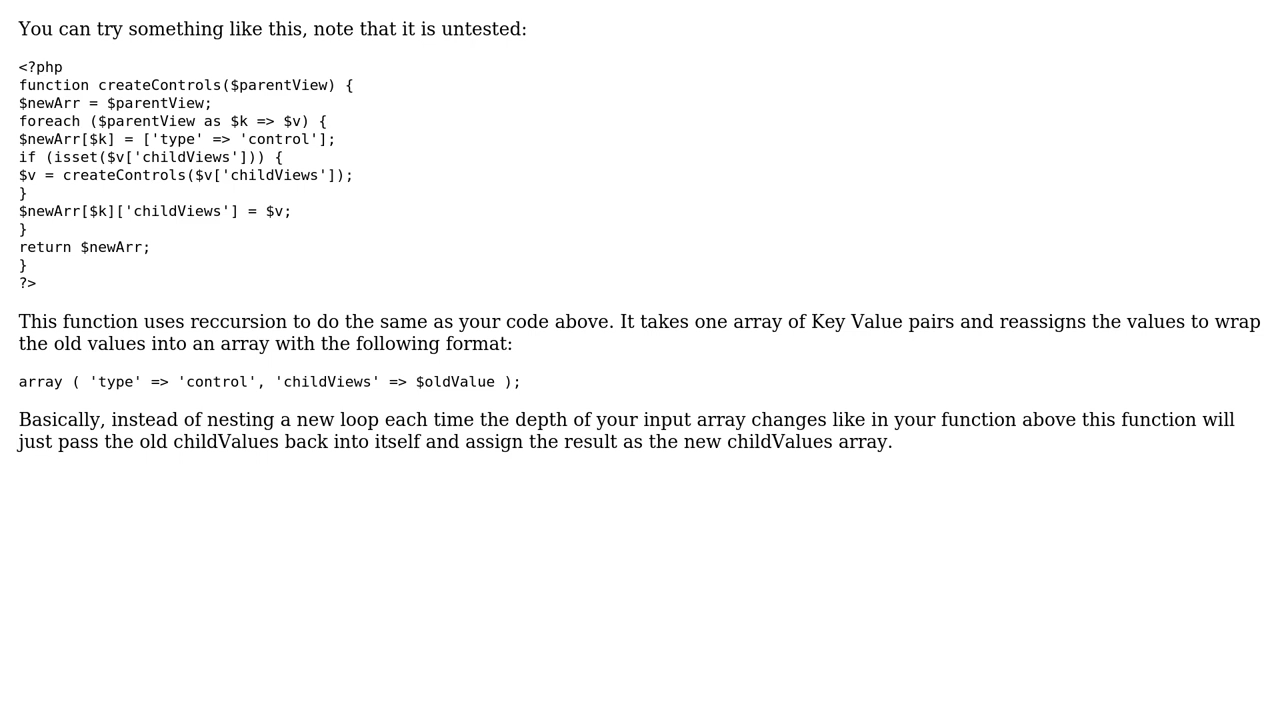 You can try something like this, note that it is untested:
<?php
function createControls($parentView) {
$newArr = $parentView;
foreach ($parentView as $k => $v) {
$newArr[$k] = ['type' => 'control'];
if (isset($v['childViews'])) {
$v = createControls($v['childViews']);
}
$newArr[$k]['childViews'] = $v;
}
return $newArr;
}
?>
This function uses reccursion to do the same as your code above. It takes one array of Key Value pairs and reassigns the values to wrap
the old values into an array with the following format:
array ( 'type' => 'control', 'childViews' => $oldValue );
Basically, instead of nesting a new loop each time the depth of your input array changes like in your function above this function will
just pass the old childValues back into itself and assign the result as the new childValues array.